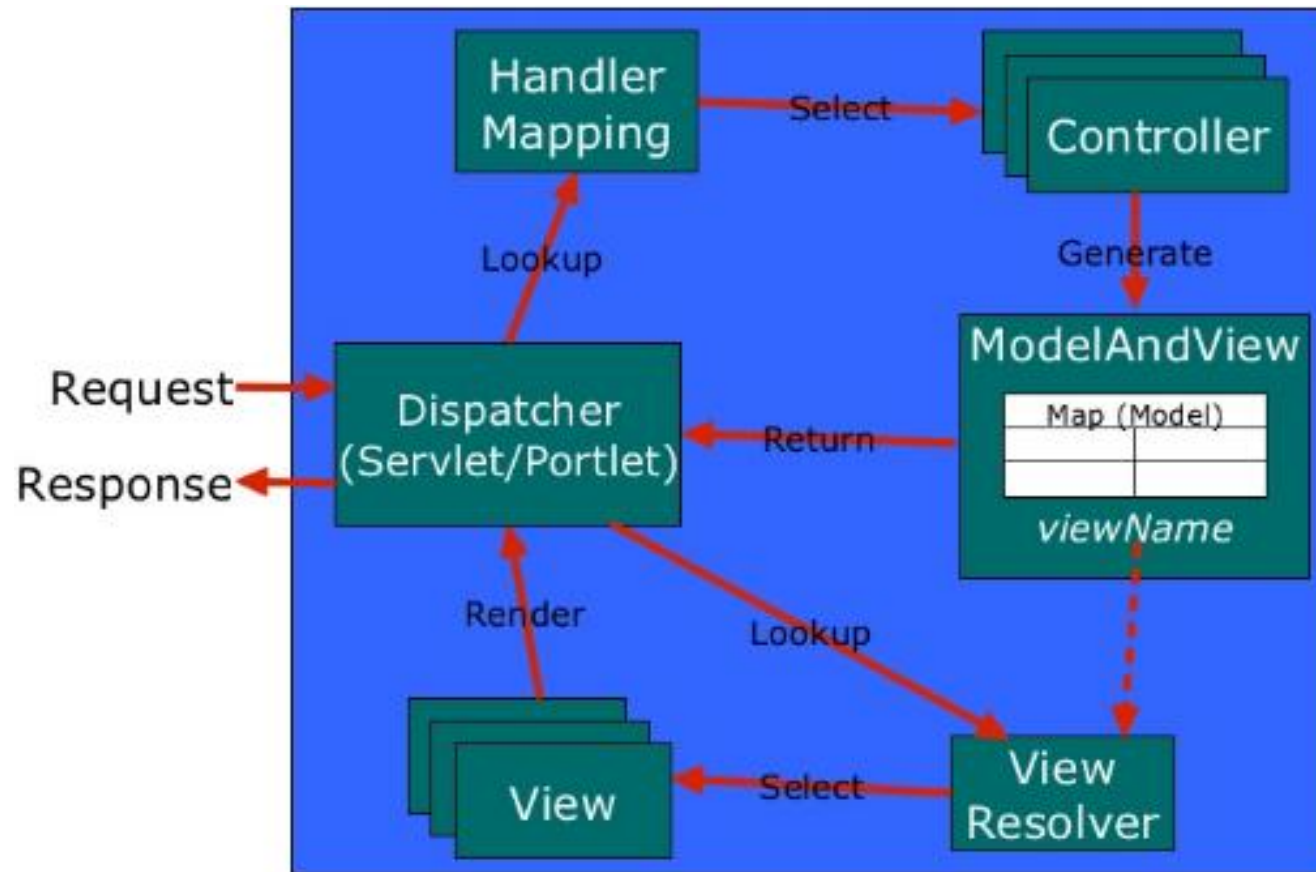 Handler
Mapping
Select
Controller
Lookup
Generate
Request
Dispatcher
(Servlet/Portlet)
Response
Return
ModelAndView
Map (Model)
viewName
Render
Lookup
View
Select
View
Resolver